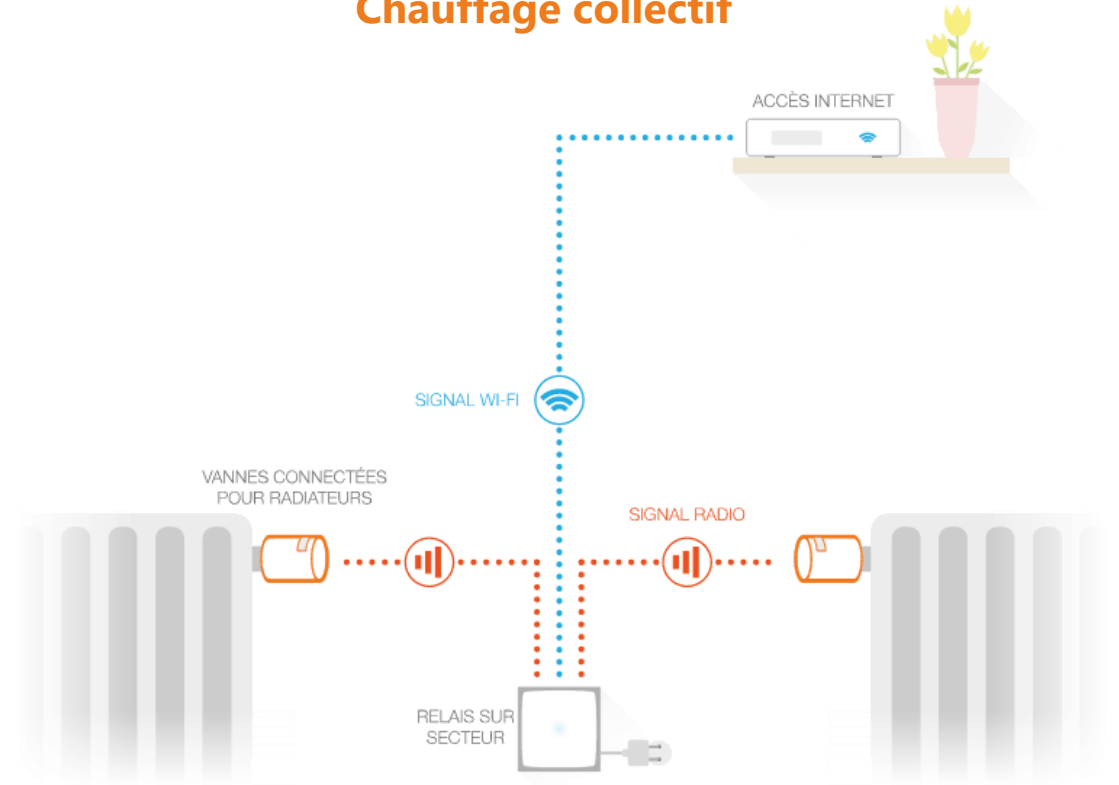 Chauffage collectif
ACCÈS INTERNET
SIGNAL WI-FI
VANNES CONNECTÉES
POUR RADIATEURS
SIGNAL RADIO
RELAIS SUR
SECTEUR